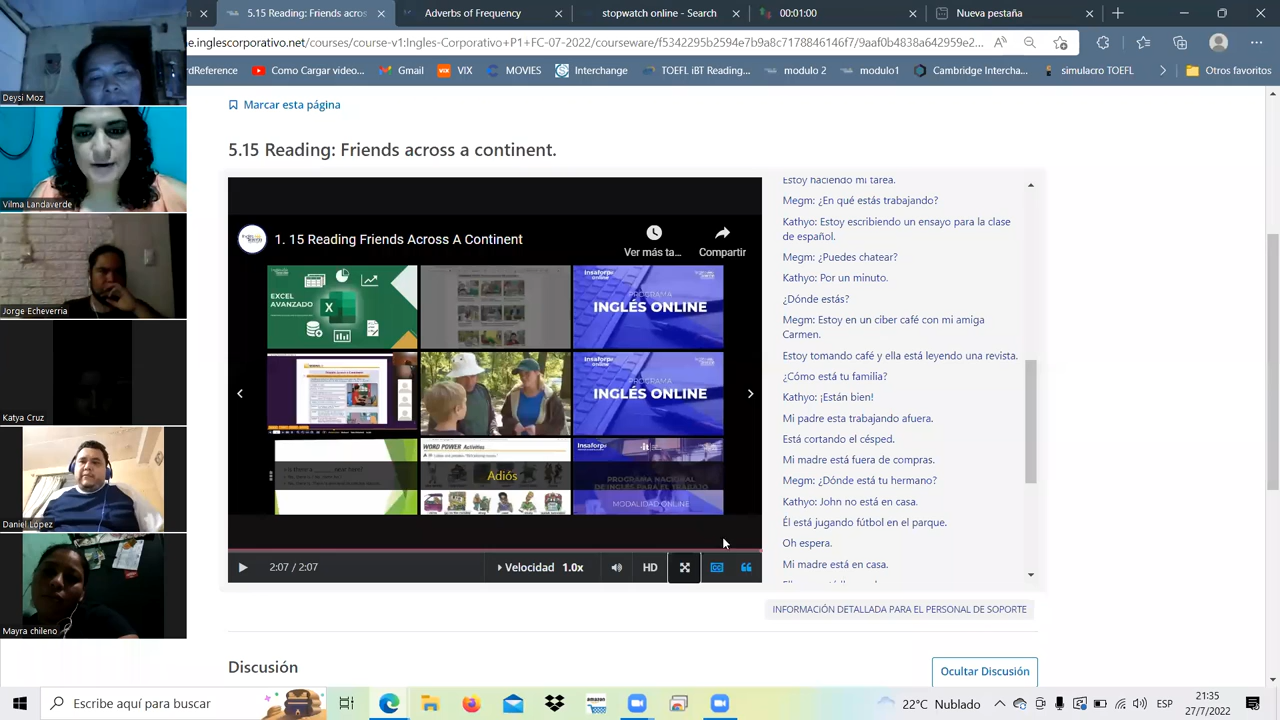 Adverbs of Frequency
stopwatch online - Search
00:01:00
Nueva pestaña
e.inglescorporativo.net/courses/course-v1:Ingles-Corporativo+P1+FC-07-2022/courseware/f5342295b2594e7b9a8c7178846146f7/9aaf0b4838a642959e2...
rdReference
Como Cargar video...
Gmail
VIX
MOVIES
Interchange
TOEFL iBT Reading...
modulo 2
modulo1
Cambridge Intercha...
simulacro TOEFL
Otros favoritos
Deysi Moz
Vilma Landaverde
Jorge Echeverria
Katya Cruz
Daniel López
Mayra chileno
Marcar esta página
5.15 Reading: Friends across a continent.
1. 15 Reading Friends Across A Continent
Ver más ta...
Compartir
EXCEL
AVANZADO
Insaforp
online
PROGRAMA
INGLÉS ONLINE
Insaforp
online
PROGRAMA
INGLÉS ONLINE
WORD POWER Activities
Adiós
Insaforp
PROGRAMA NACIONAL
DE INGLÉS PARA EL TRABAJO
MODALIDAD ONLINE
2:07 / 2:07
Velocidad 1.0x
HD
Estoy haciendo mi tarea.
Megm: ¿En qué estás trabajando?
Kathyo: Estoy escribiendo un ensayo para la clase
de español.
Megm: ¿Puedes chatear?
Kathyo: Por un minuto.
¿Dónde estás?
Megm: Estoy en un ciber café con mi amiga
Carmen.
Estoy tomando café y ella está leyendo una revista.
¿Cómo está tu familia?
Kathyo: ¡Están bien!
Mi padre esta trabajando afuera.
Está cortando el césped.
Mi madre está fuera de compras.
Megm: ¿Dónde está tu hermano?
Kathyo: John no está en casa.
Él está jugando fútbol en el parque.
Oh espera.
Mi madre está en casa.
INFORMACIÓN DETALLADA PARA EL PERSONAL DE SOPORTE
Discusión
Ocultar Discusión
Escribe aquí para buscar
amazon
22°C Nublado
ESP
21:35
27/7/2022